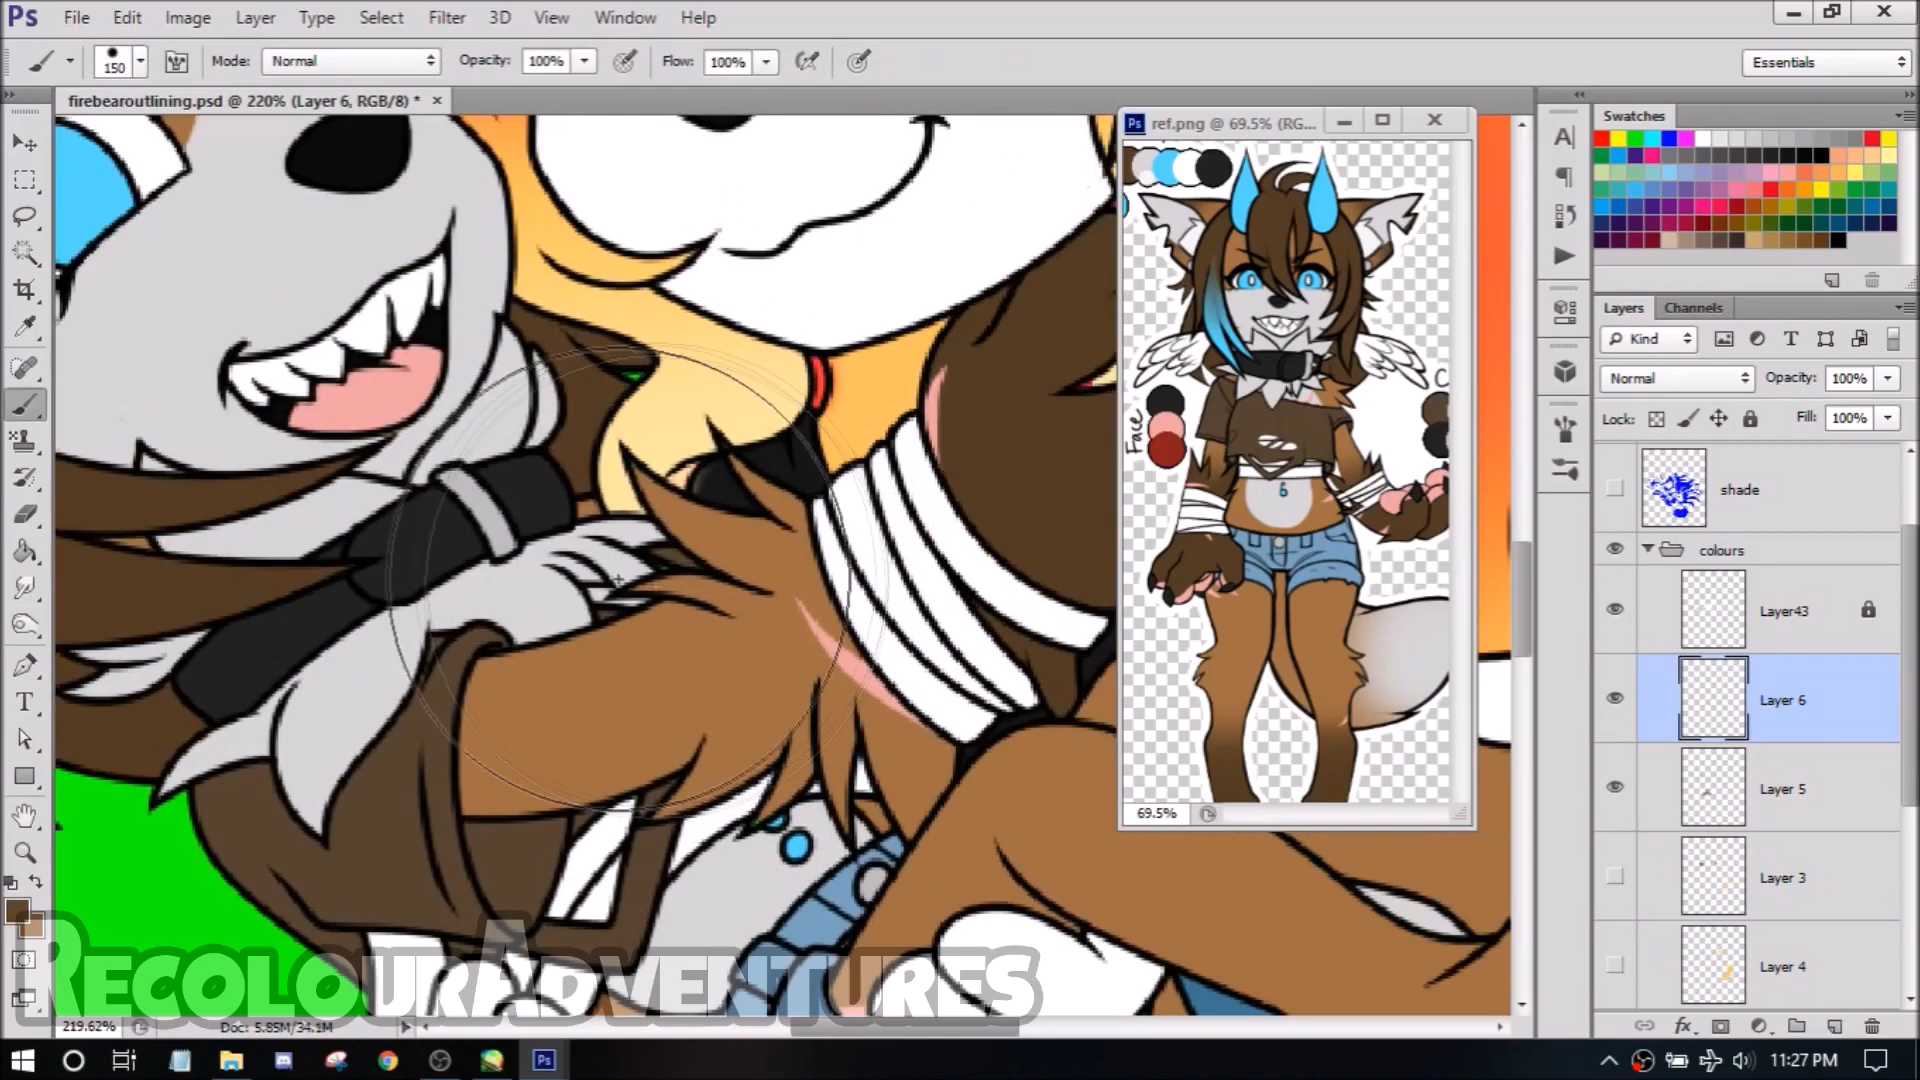 Ps File Edit Image Layer Type Select Filter 3D View Window Help
150 Mode: Normal Opacity: 100% Flow: 100% Essentials
firebearoutlining.psd @ 220% (Layer 6, RGB/8) *
Ps ref.png @ 69.5% (RG...
Face
6
69.5%
Swatches
Layers Channels
Kind
Normal Opacity: 100%
Lock: Fill: 100%
shade
colours
Layer43
Layer 6
Layer 5
Layer 3
Layer 4
RecolourAdventures
219.62% Doc: 5.85M/34.1M
Ps 11:27 PM